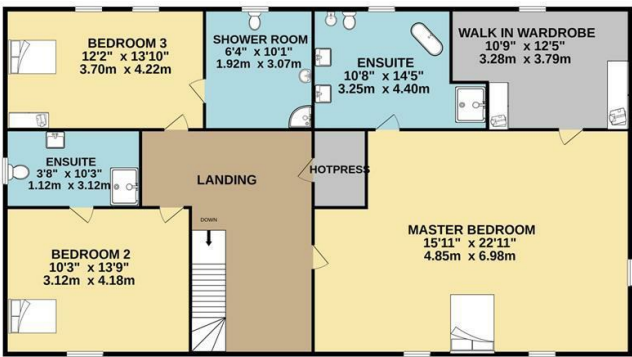 BEDROOM 3
12'2" x 13'10"
3.70m x 4.22m
SHOWER ROOM
6'4" x 10'1"
1.92m x 3.07m
ENSUITE
10'8" x 14'5"
3.25m x 4.40m
WALK IN WARDROBE
10'9" x 12'5"
3.28m x 3.79m
ENSUITE
3'8" x 10'3"
1.12m x 3.12m
LANDING
HOTPRESS
DOWN
BEDROOM 2
10'3" x 13'9"
3.12m x 4.18m
MASTER BEDROOM
15'11" x 22'11"
4.85m x 6.98m